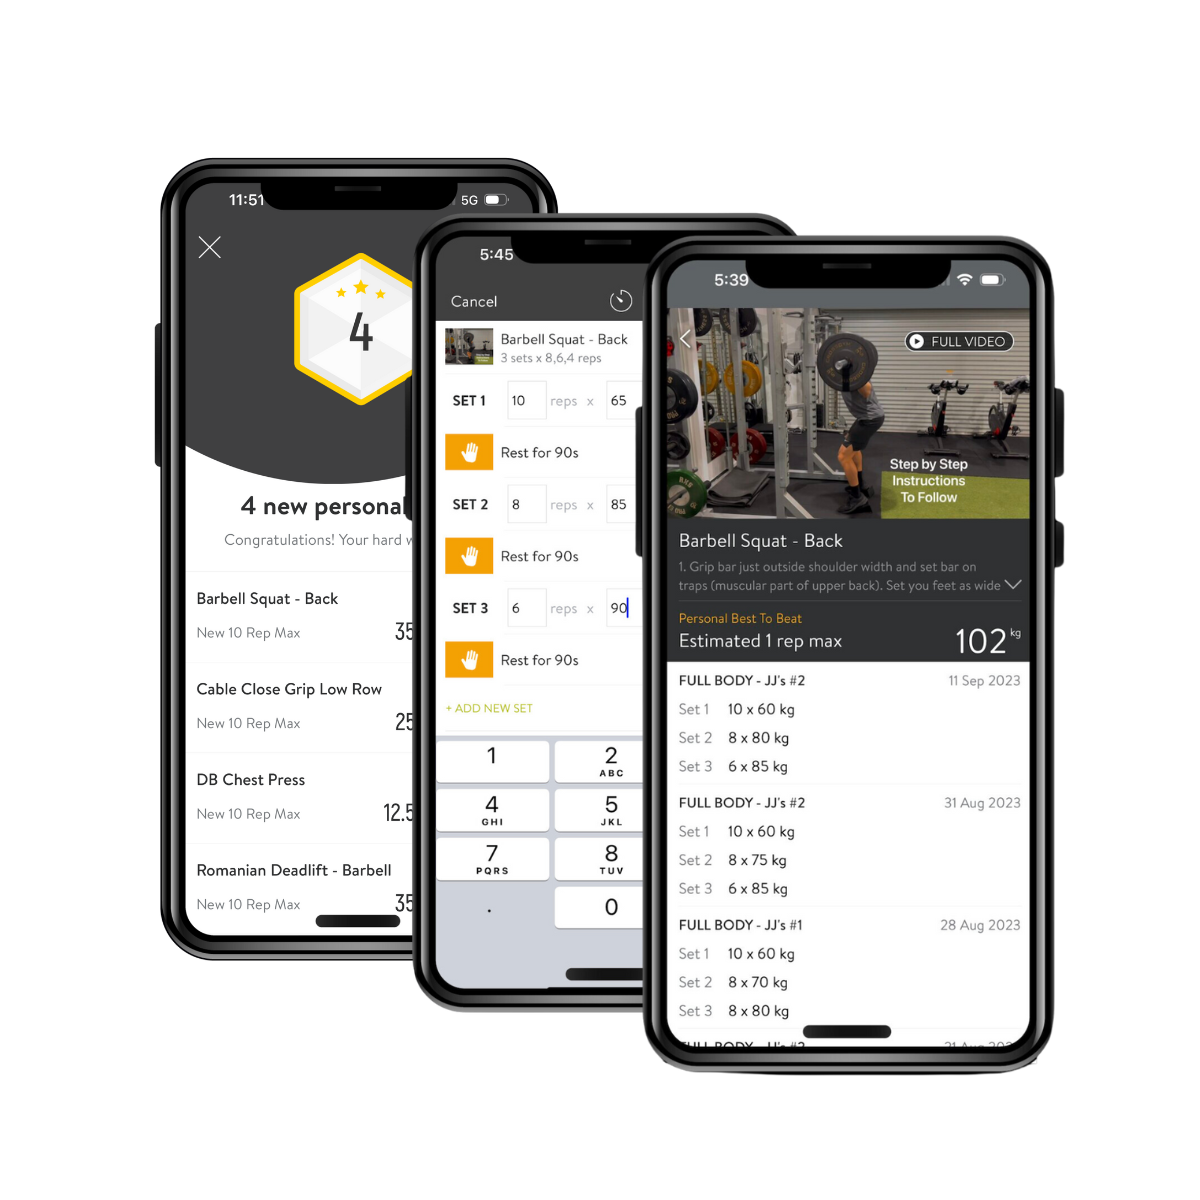 11:51
5G
4
4 new personal
Congratulations! Your hard
Barbell Squat - Back
New 10 Rep Max
35
Cable Close Grip Low Row
New 10 Rep Max
25
DB Chest Press
New 10 Rep Max
12.5
Romanian Deadlift - Barbell
New 10 Rep Max
35
5:45
Cancel
Barbell Squat - Back
3 sets x 8,6,4 reps
SET 1 10 reps x 65
Rest for 90s
SET 2 8 reps x 85
Rest for 90s
SET 3 6 reps x 90
Rest for 90s
+ ADD NEW SET
1
2
ABC
4
GHI
5
JKL
7
PQRS
8
TUV
.
0
5:39
FULL VIDEO
Step by Step
Instructions
To Follow
Barbell Squat - Back
1. Grip bar just outside shoulder width and set bar on
traps (muscular part of upper back). Set you feet as wide
Personal Best To Beat
Estimated 1 rep max
102 kg
FULL BODY - JJ's #2 11 Sep 2023
Set 1 10 x 60 kg
Set 2 8 x 80 kg
Set 3 6 x 85 kg
FULL BODY - JJ's #2 31 Aug 2023
Set 1 10 x 60 kg
Set 2 8 x 75 kg
Set 3 6 x 85 kg
FULL BODY - JJ's #1 28 Aug 2023
Set 1 10 x 60 kg
Set 2 8 x 70 kg
Set 3 8 x 80 kg
FULL BODY - JJ's #2 21 Aug 2023